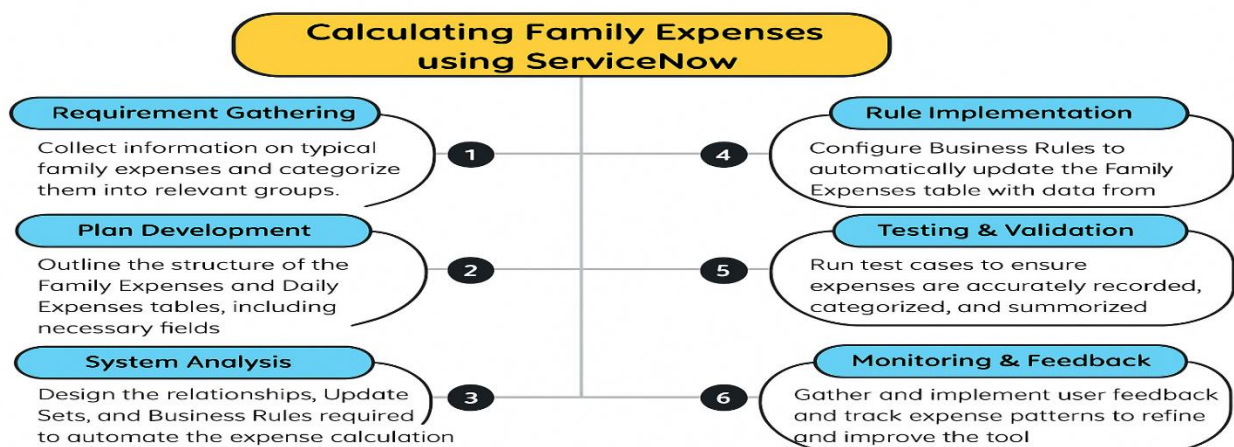 Calculating Family Expenses
using ServiceNow
Requirement Gathering
Collect information on typical
family expenses and categorize
them into relevant groups.
1
Plan Development
Outline the structure of the
Family Expenses and Daily
Expenses tables, including
necessary fields
2
System Analysis
Design the relationships, Update
Sets, and Business Rules required
to automate the expense calculation
3
Rule Implementation
4
Configure Business Rules to
automatically update the Family
Expenses table with data from
Testing & Validation
5
Run test cases to ensure
expenses are accurately recorded,
categorized, and summorized
Monitoring & Feedback
6
Gather and implement user feedback
and track expense patterns to refine
and improve the tool